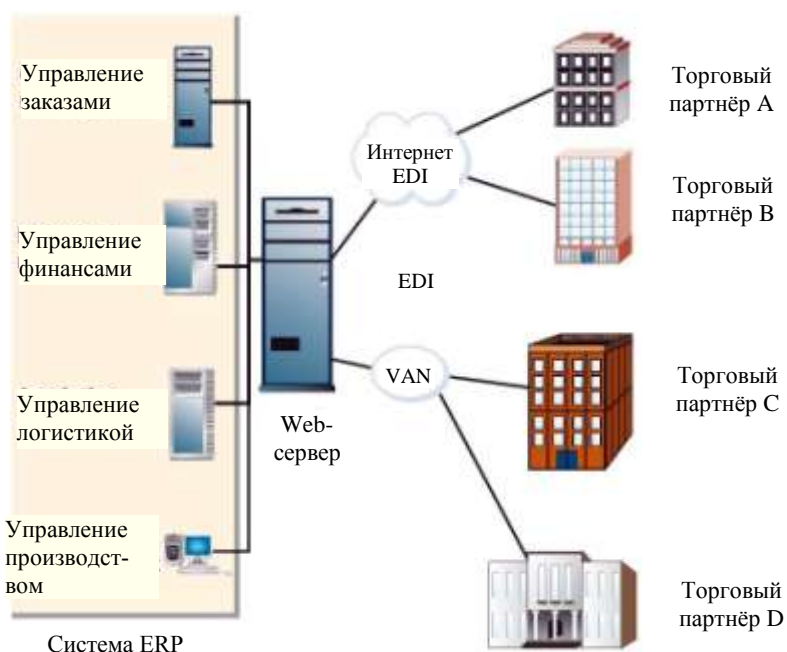 Управление
заказами
Управление
финансами
Управление
логистикой
Управление
производст-
вом
Система ERP
Web-
сервер
Интернет
EDI
EDI
VAN
Торговый
партнёр A
Торговый
партнёр B
Торговый
партнёр C
Торговый
партнёр D